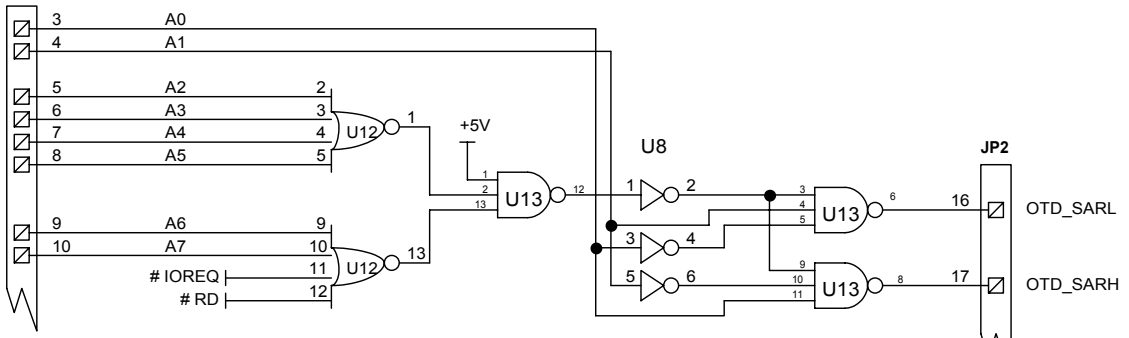 3 A0
4 A1
5 A2 2
6 A3 3 1
7 A4 4 U12
8 A5 5
+5V
U8
JP2
1
2 U13 12 1 2 3
13 4 U13 6 16 OTD_SARL
3 4 5
9 A6 9
10 A7 10 13
# IOREQ 11 U12
# RD 12
5 6 9
10 U13 8 17 OTD_SARH
11